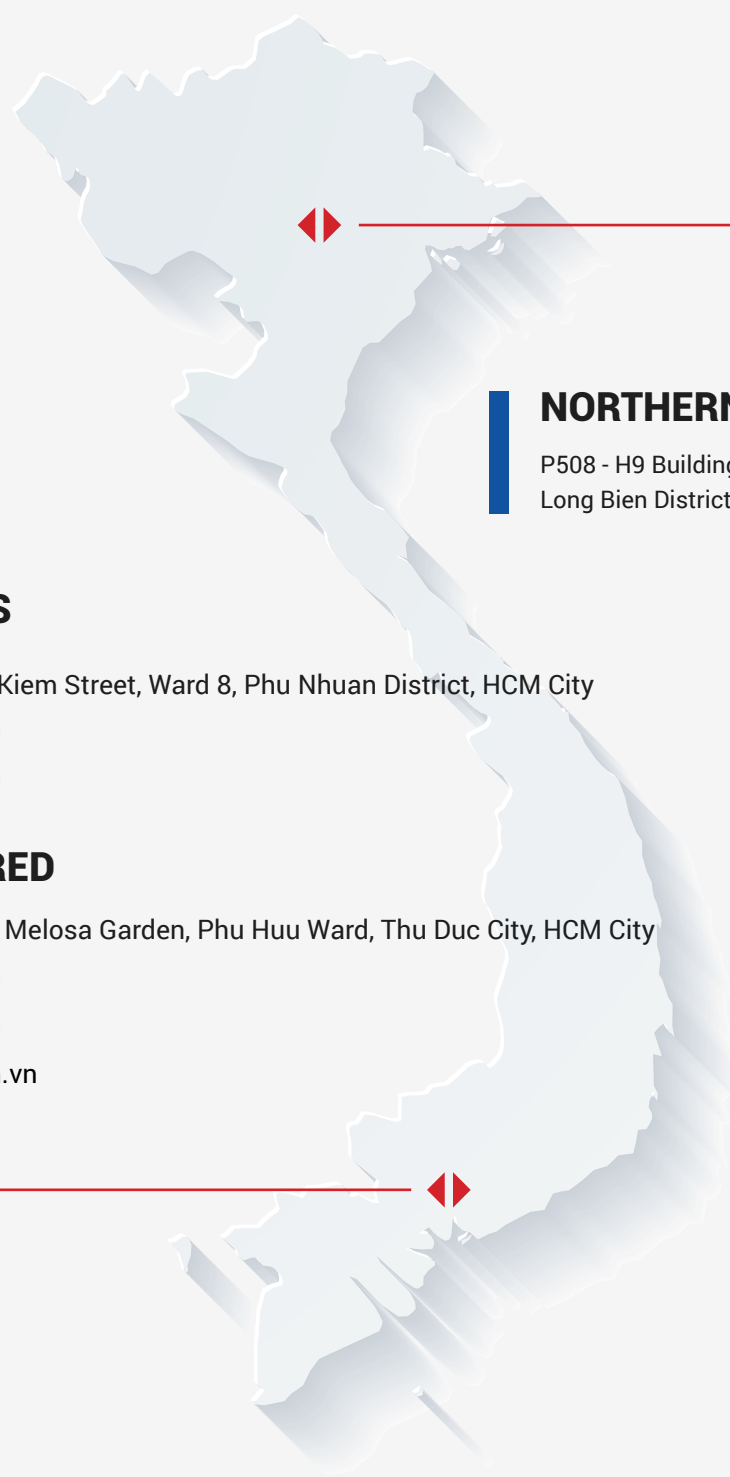 NORTHERN
P508 - H9 Building
Long Bien District
S
Kiem Street, Ward 8, Phu Nhuan District, HCM City
RED
Melosa Garden, Phu Huu Ward, Thu Duc City, HCM City
.vn